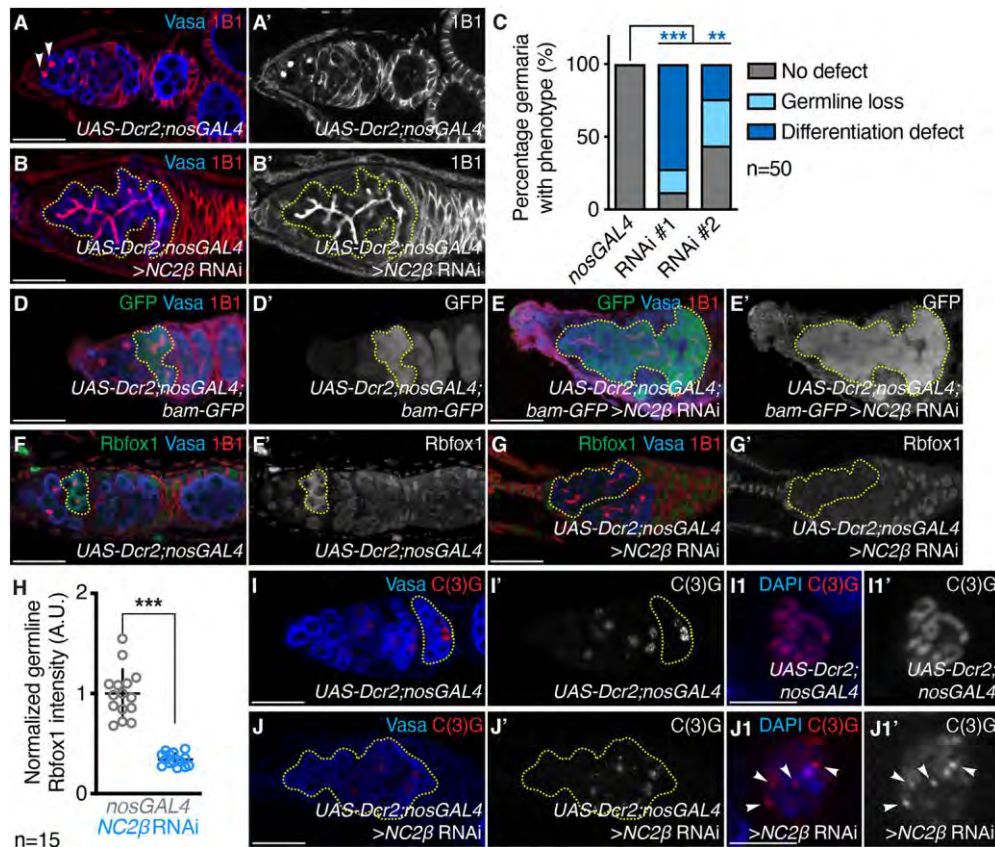 A Vasa 1B1
UAS-Dcr2;nosGAL4
A' 1B1
UAS-Dcr2;nosGAL4
B Vasa 1B1
UAS-Dcr2;nosGAL4
>NC2β RNAi
B' 1B1
UAS-Dcr2;nosGAL4
>NC2β RNAi
C
*** **
Percentage germaria
with phenotype (%)
100
50
0
nosGAL4
RNAi #1
RNAi #2
No defect
Germline loss
Differentiation defect
n=50
D GFP Vasa 1B1
UAS-Dcr2;nosGAL4;
bam-GFP
D' GFP
UAS-Dcr2;nosGAL4;
bam-GFP
E GFP Vasa 1B1
UAS-Dcr2;nosGAL4;
bam-GFP >NC2β RNAi
E' GFP
UAS-Dcr2;nosGAL4;
bam-GFP >NC2β RNAi
F Rbfox1 Vasa 1B1
UAS-Dcr2;nosGAL4
F' Rbfox1
UAS-Dcr2;nosGAL4
G Rbfox1 Vasa 1B1
UAS-Dcr2;nosGAL4
>NC2β RNAi
G' Rbfox1
UAS-Dcr2;nosGAL4
>NC2β RNAi
H
Normalized germline
Rbfox1 intensity (A.U.)
2
1
0
***
nosGAL4
NC2β RNAi
n=15
I Vasa C(3)G
UAS-Dcr2;nosGAL4
I' C(3)G
UAS-Dcr2;nosGAL4
I1 DAPI C(3)G
UAS-Dcr2;
nosGAL4
I1' C(3)G
UAS-Dcr2;
nosGAL4
J Vasa C(3)G
UAS-Dcr2;nosGAL4
>NC2β RNAi
J' C(3)G
UAS-Dcr2;nosGAL4
>NC2β RNAi
J1 DAPI C(3)G
>NC2β RNAi
J1' C(3)G
>NC2β RNAi